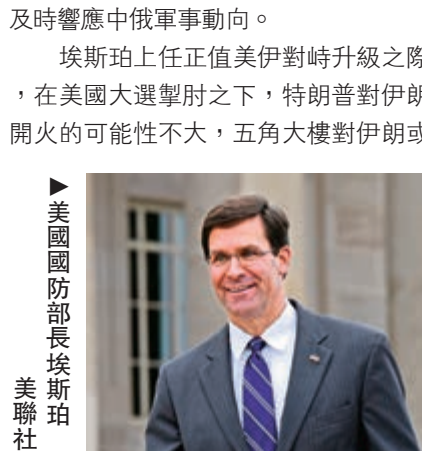 及時響應中俄軍事動向。
埃斯珀上任正值美伊對峙升級之際
，在美國大選掣肘之下，特朗普對伊朗
開火的可能性不大，五角大樓對伊朗或
▶美國國防部長埃斯珀
美聯社